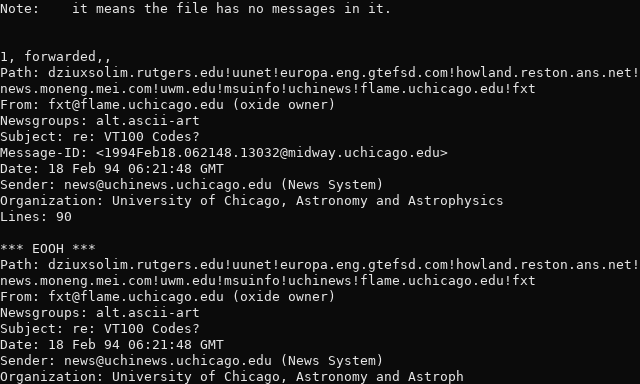 Note:    it means the file has no messages in it.
1, forwarded,,
Path: dziuxsolim.rutgers.edu!uunet!europa.eng.gtefsd.com!howland.reston.ans.net!
news.moneng.mei.com!uwm.edu!msuinfo!uchinews!flame.uchicago.edu!fxt
From: fxt@flame.uchicago.edu (oxide owner)
Newsgroups: alt.ascii-art
Subject: re: VT100 Codes?
Message-ID: <1994Feb18.062148.13032@midway.uchicago.edu>
Date: 18 Feb 94 06:21:48 GMT
Sender: news@uchinews.uchicago.edu (News System)
Organization: University of Chicago, Astronomy and Astrophysics
Lines: 90
*** EOOH ***
Path: dziuxsolim.rutgers.edu!uunet!europa.eng.gtefsd.com!howland.reston.ans.net!
news.moneng.mei.com!uwm.edu!msuinfo!uchinews!flame.uchicago.edu!fxt
From: fxt@flame.uchicago.edu (oxide owner)
Newsgroups: alt.ascii-art
Subject: re: VT100 Codes?
Date: 18 Feb 94 06:21:48 GMT
Sender: news@uchinews.uchicago.edu (News System)
Organization: University of Chicago, Astronomy and Astroph